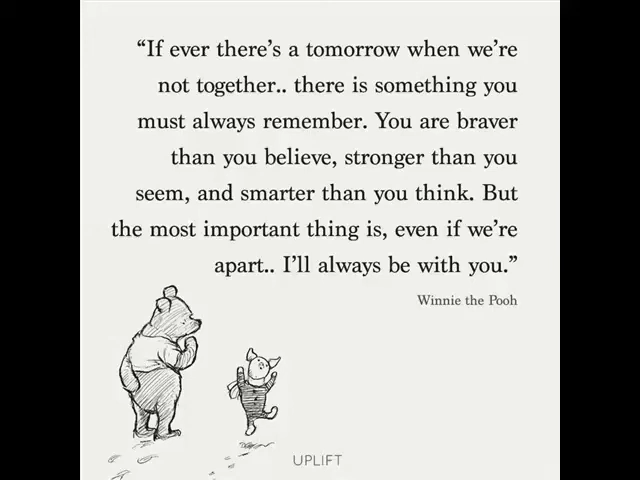 “If ever there’s a tomorrow when we’re
not together.. there is something you
must always remember. You are braver
than you believe, stronger than you
seem, and smarter than you think. But
the most important thing is, even if we’re
apart.. I’ll always be with you.”
Winnie the Pooh
UPLIFT